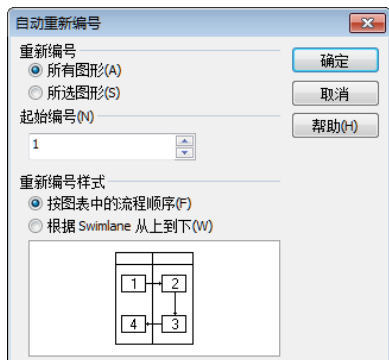 自动重新编号
重新编号
所有图形(A)
所选图形(S)
起始编号(N)
1
重新编号样式
按图表中的流程顺序(F)
根据 Swimlane 从上到下(W)
1 2
4 3
确定
取消
帮助(H)